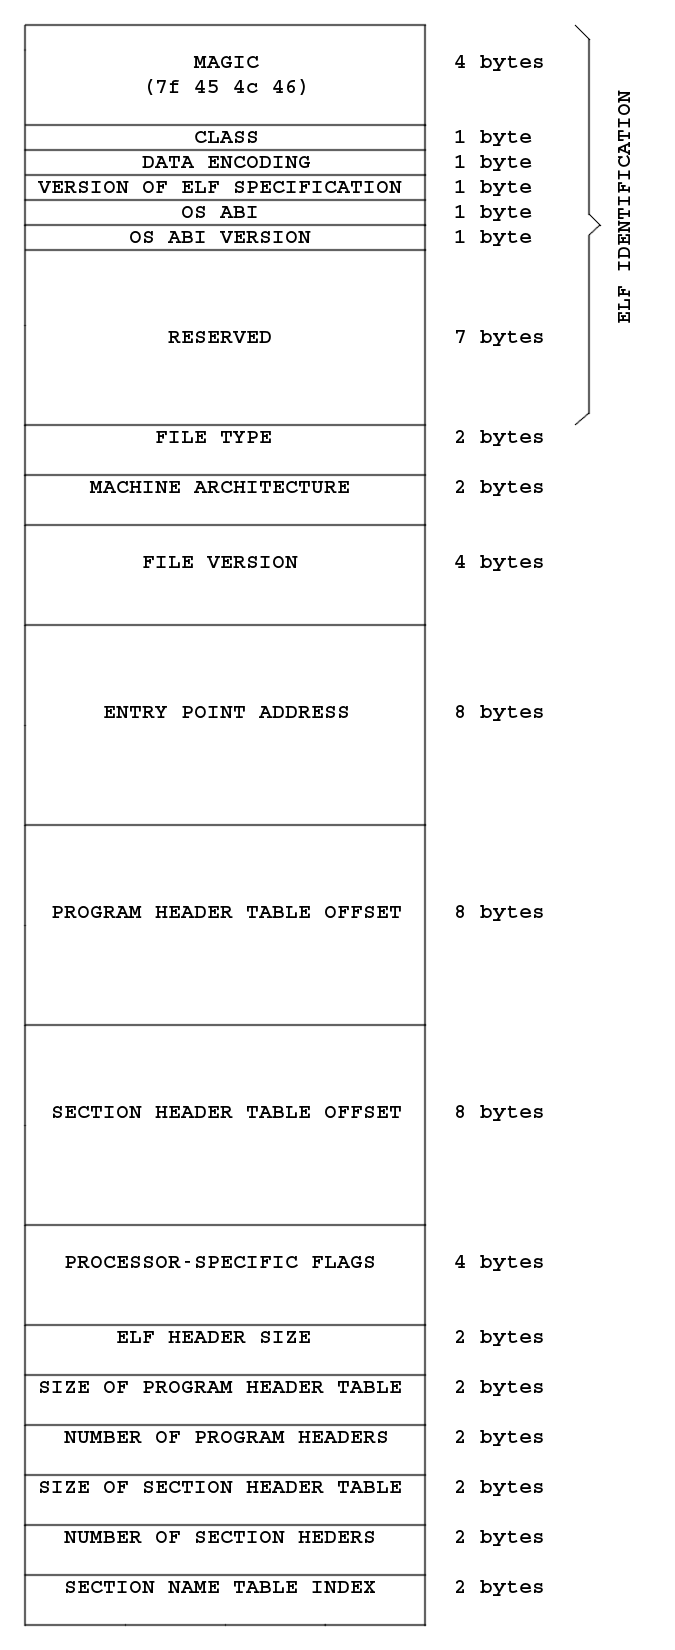 MAGIC 4 bytes
(7f 45 4c 46)
CLASS 1 byte
DATA ENCODING 1 byte
VERSION OF ELF SPECIFICATION 1 byte
OS ABI 1 byte
OS ABI VERSION 1 byte
RESERVED 7 bytes
ELF IDENTIFICATION
FILE TYPE 2 bytes
MACHINE ARCHITECTURE 2 bytes
FILE VERSION 4 bytes
ENTRY POINT ADDRESS 8 bytes
PROGRAM HEADER TABLE OFFSET 8 bytes
SECTION HEADER TABLE OFFSET 8 bytes
PROCESSOR-SPECIFIC FLAGS 4 bytes
ELF HEADER SIZE 2 bytes
SIZE OF PROGRAM HEADER TABLE 2 bytes
NUMBER OF PROGRAM HEADERS 2 bytes
SIZE OF SECTION HEADER TABLE 2 bytes
NUMBER OF SECTION HEDERS 2 bytes
SECTION NAME TABLE INDEX 2 bytes